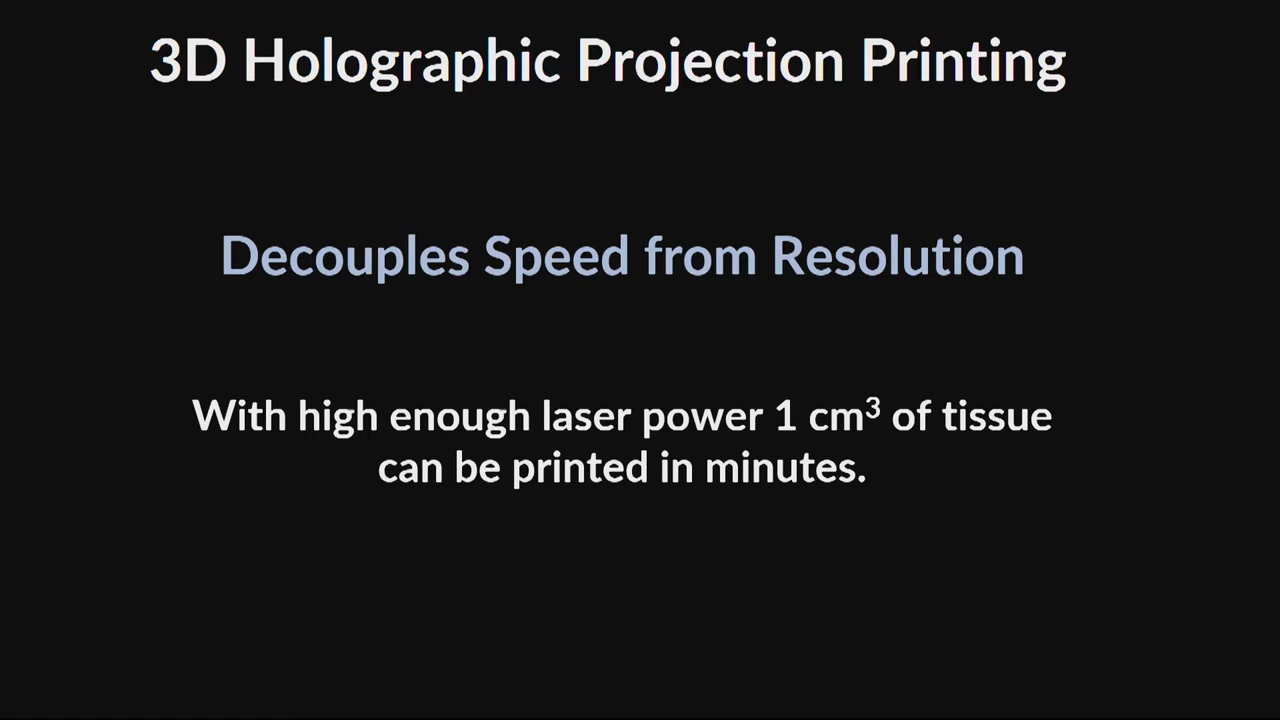 3D Holographic Projection Printing
Decouples Speed from Resolution
With high enough laser power 1 cm³ of tissue
can be printed in minutes.